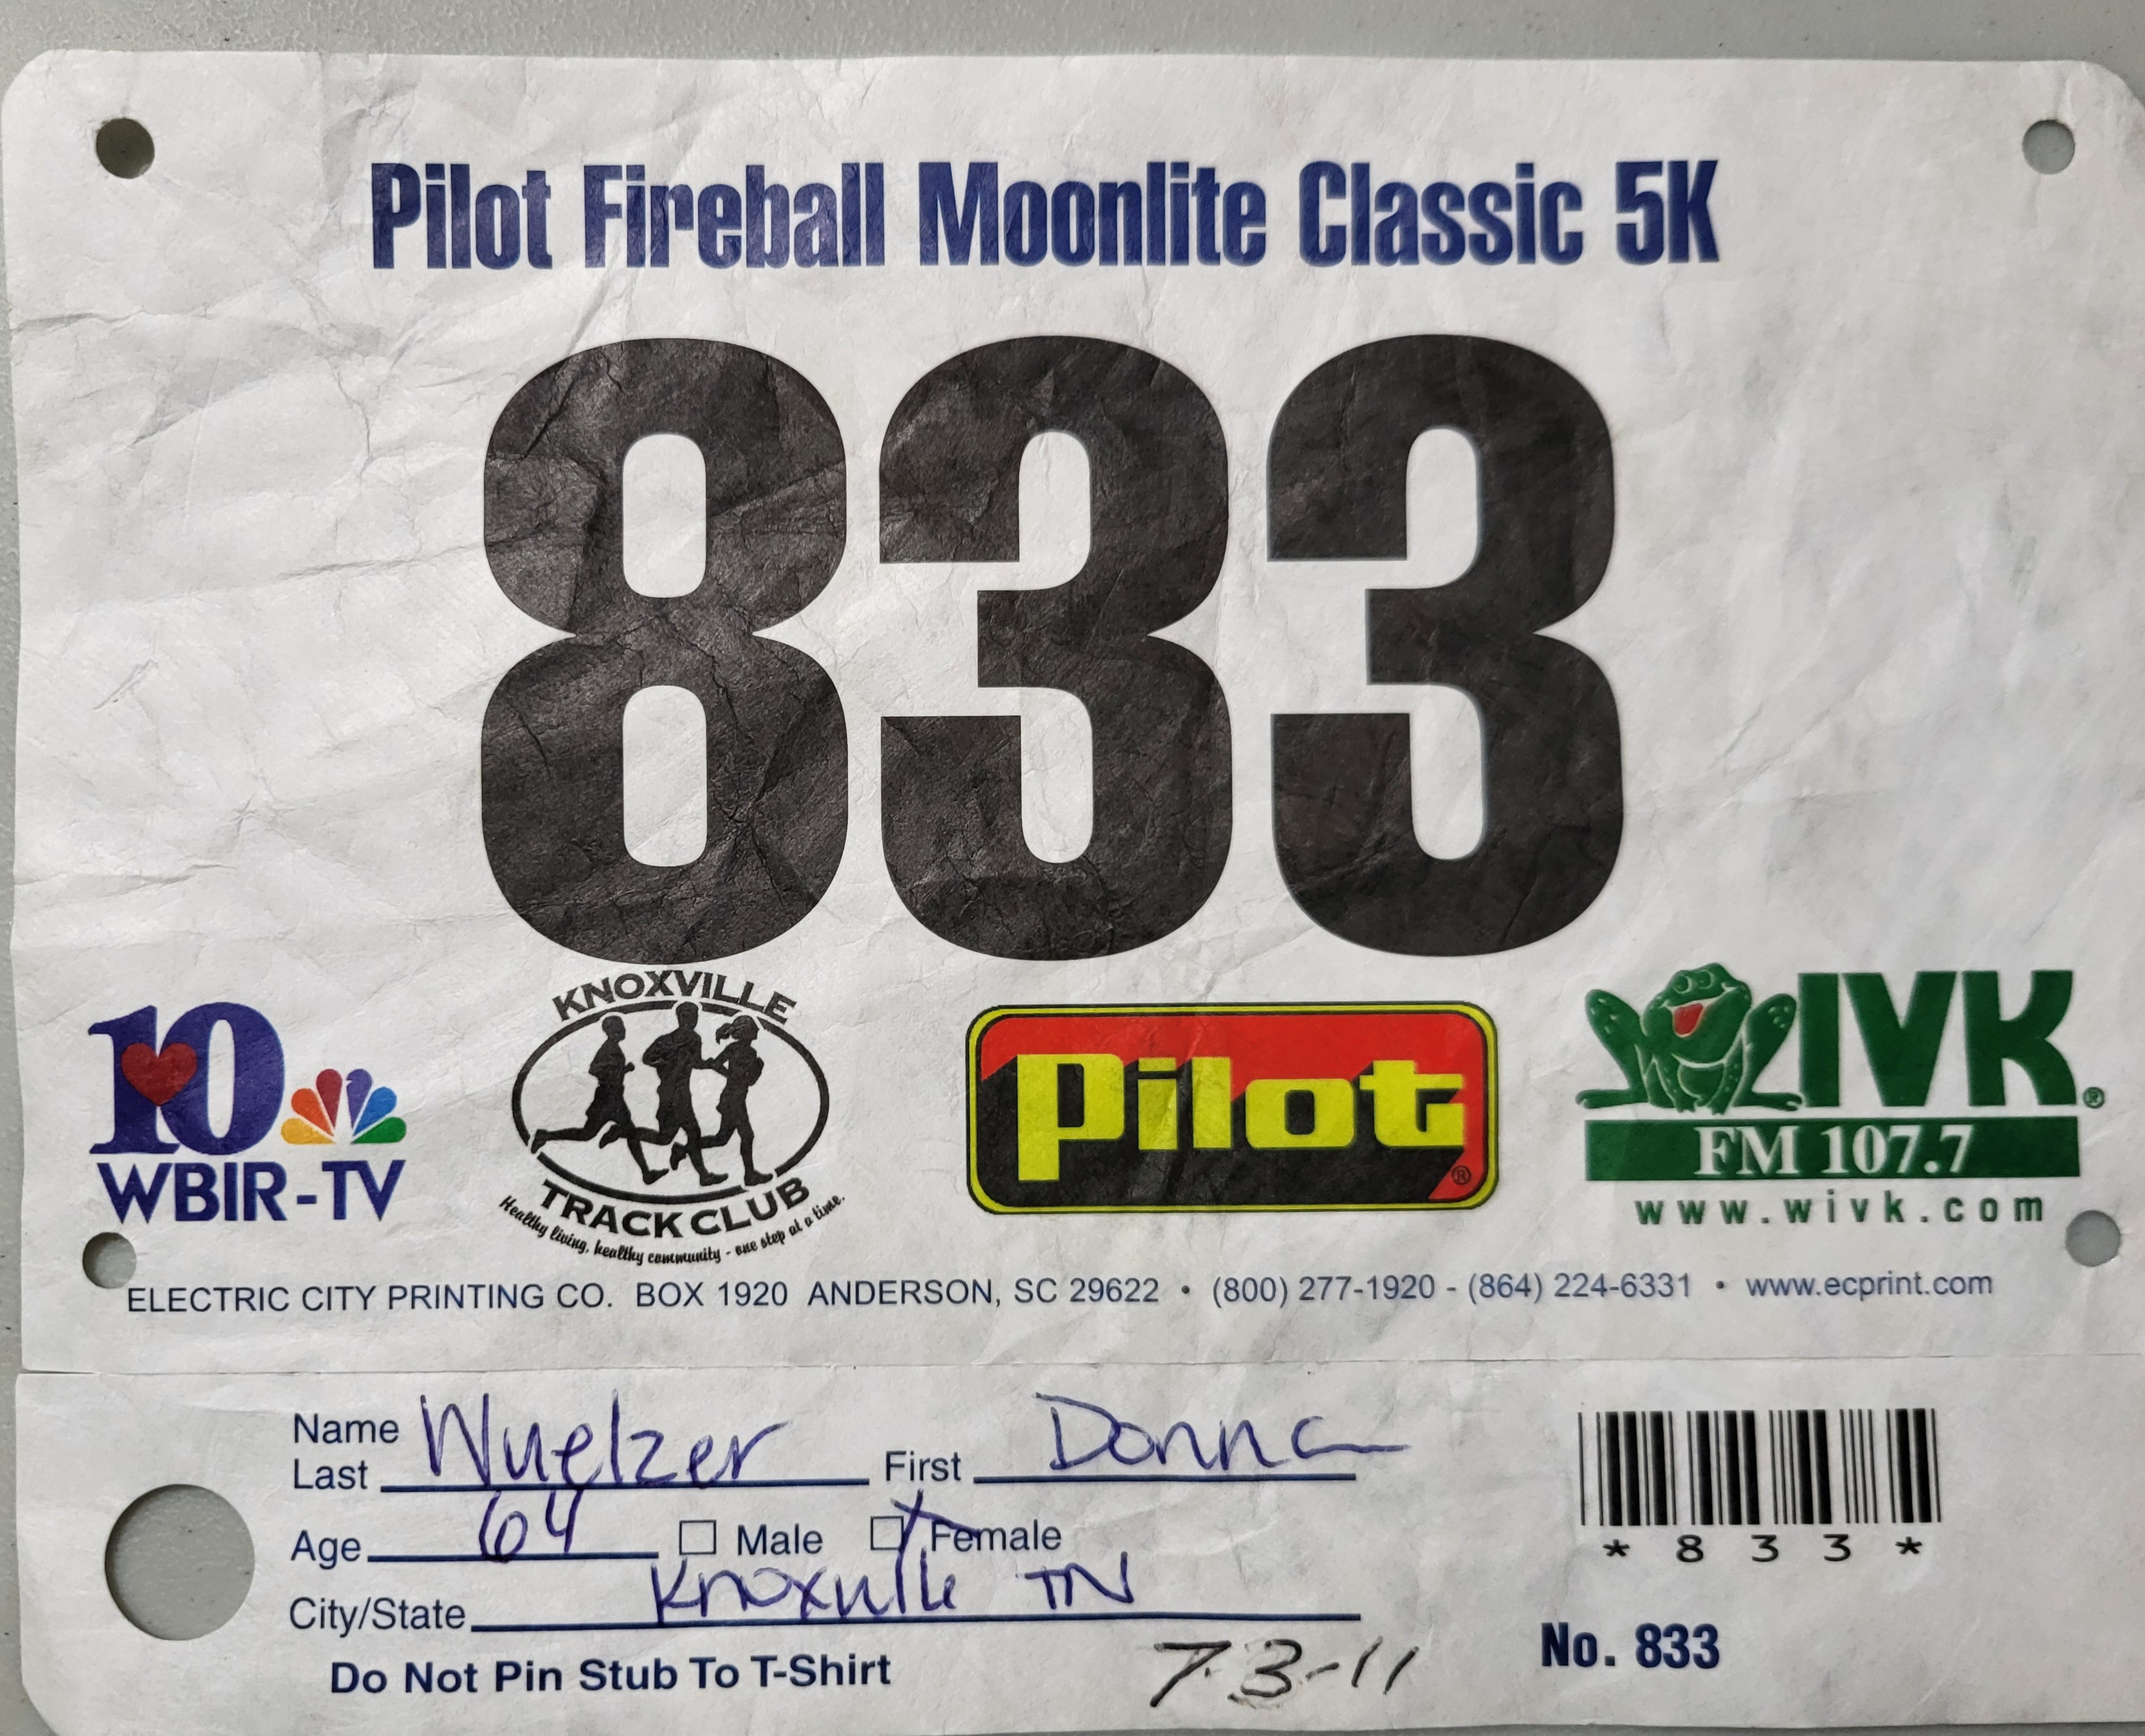 Pilot Fireball Moonlite Classic 5K
833
10
WBIR-TV
KNOXVILLE
TRACK CLUB
Healthy living, healthy community - one step at a time.
Pilot®
WIVK®
FM 107.7
www.wivk.com
ELECTRIC CITY PRINTING CO. BOX 1920 ANDERSON, SC 29622 • (800) 277-1920 - (864) 224-6331 • www.ecprint.com
Name
Last Wuelzer First Donna
Age 64 Male Female
City/State Knoxville TN
Do Not Pin Stub To T-Shirt
7-3-11
*833*
No. 833